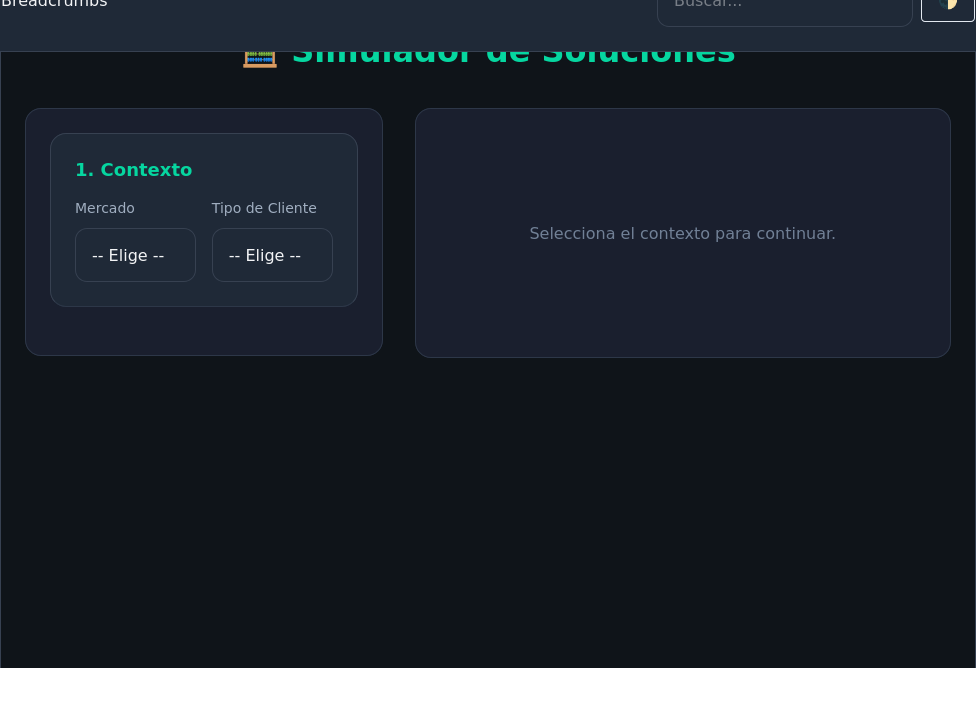 Breadcrumbs
Buscar...
Simulador de Soluciones
1. Contexto
Mercado
Tipo de Cliente
-- Elige --
-- Elige --
Selecciona el contexto para continuar.